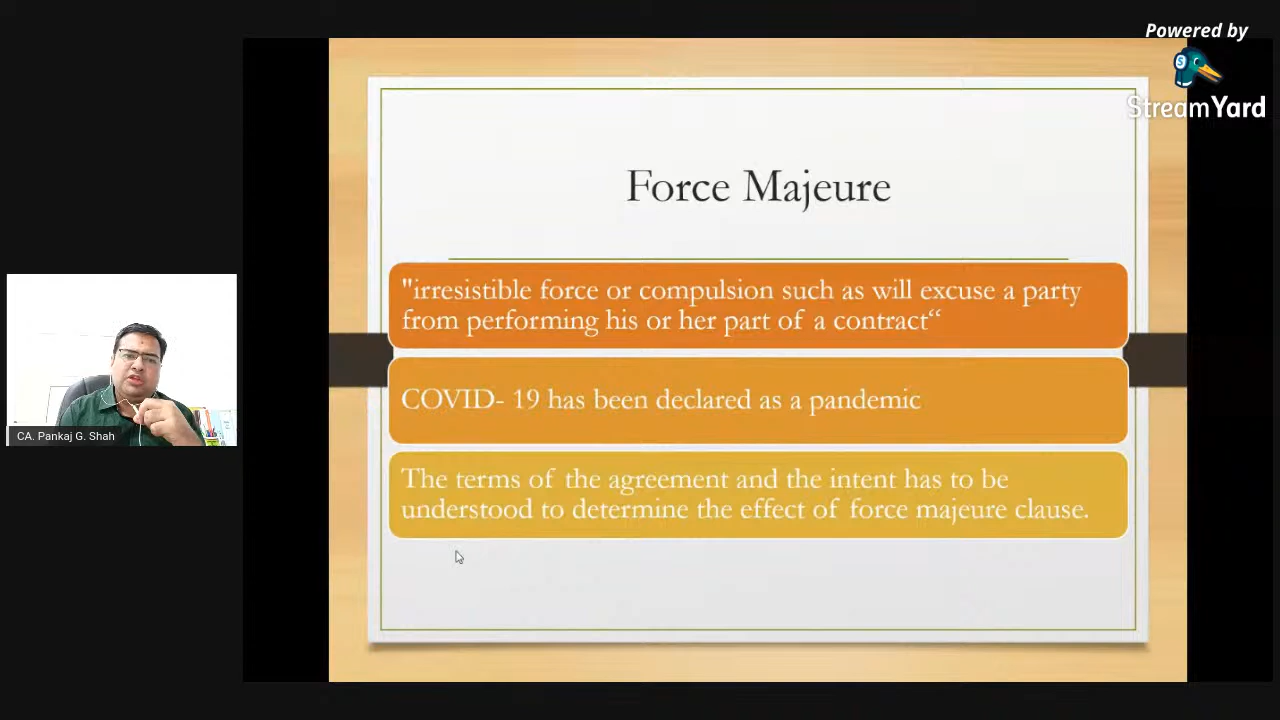 Powered by
StreamYard
Force Majeure
"irresistible force or compulsion such as will excuse a party
from performing his or her part of a contract“
COVID- 19 has been declared as a pandemic
The terms of the agreement and the intent has to be
understood to determine the effect of force majeure clause.
CA. Pankaj G. Shah